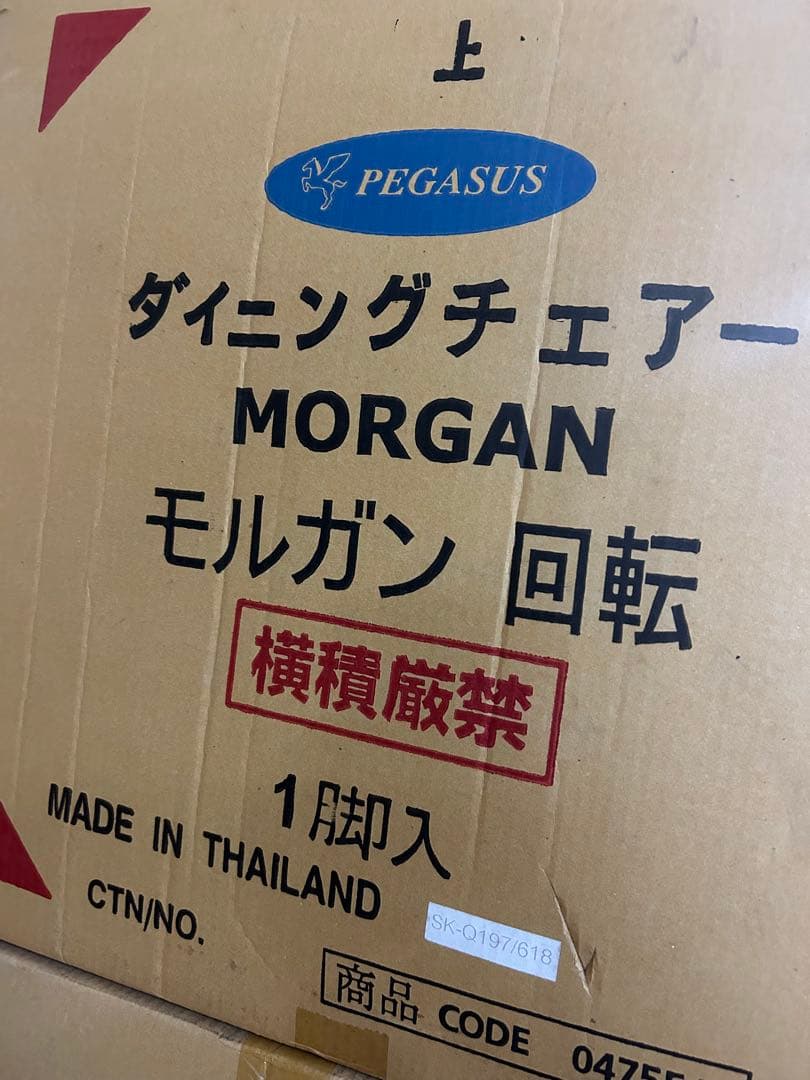 上
PEGASUS
ダイニングチェアー
MORGAN
モルガン 回転
横積厳禁
1脚入
MADE IN THAILAND
CTN/NO.
SK-Q197/618
商品 CODE